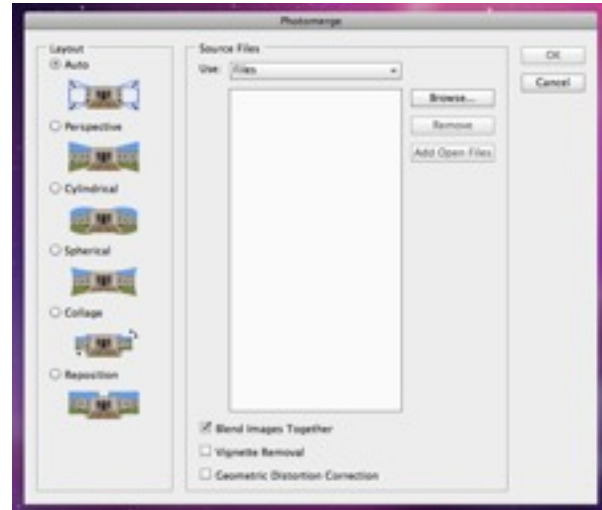 Photomerge
Layout
Auto
Perspective
Cylindrical
Spherical
Collage
Reposition
Source Files
Use: Files
Browse...
Remove
Add Open Files
Blend Images Together
Vignette Removal
Geometric Distortion Correction
OK
Cancel